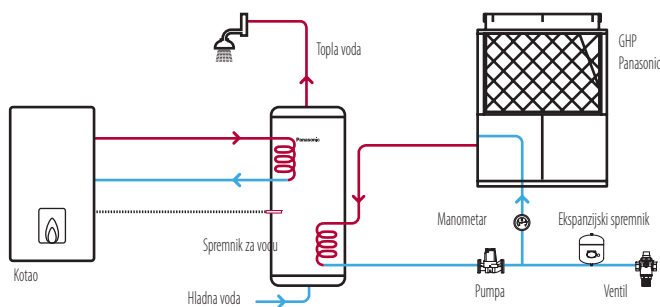 Topla voda
GHP
Panasonic
Panasonic
Manometar
Ekspanzijski spremnik
Spremnik za vodu
Kotao
Hladna voda
Pumpa
Ventil